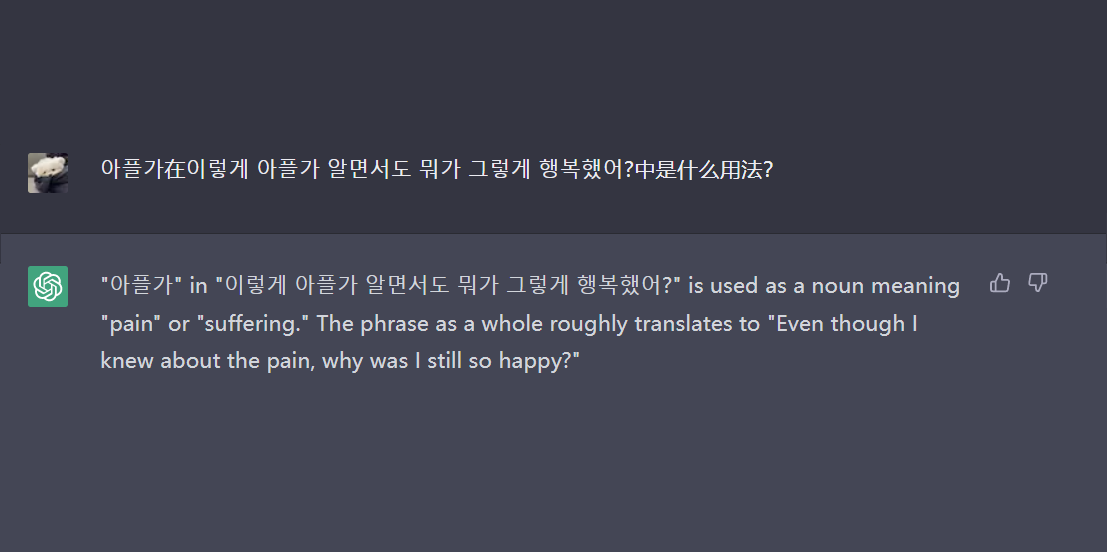 아플가在이렇게 아플가 알면서도 뭐가 그렇게 행복했어?中是什么用法?
"아플가" in "이렇게 아플가 알면서도 뭐가 그렇게 행복했어?" is used as a noun meaning
"pain" or "suffering." The phrase as a whole roughly translates to "Even though I
knew about the pain, why was I still so happy?"